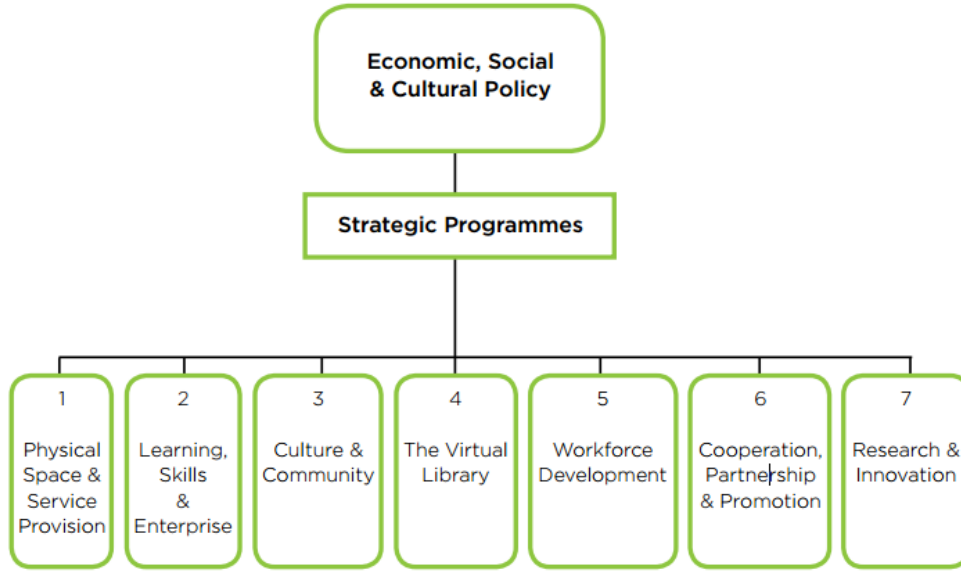 Economic, Social
& Cultural Policy
Strategic Programmes
1
Physical
Space &
Service
Provision
2
Learning,
Skills
&
Enterprise
3
Culture &
Community
4
The Virtual
Library
5
Workforce
Development
6
Cooperation,
Partnership
& Promotion
7
Research &
Innovation